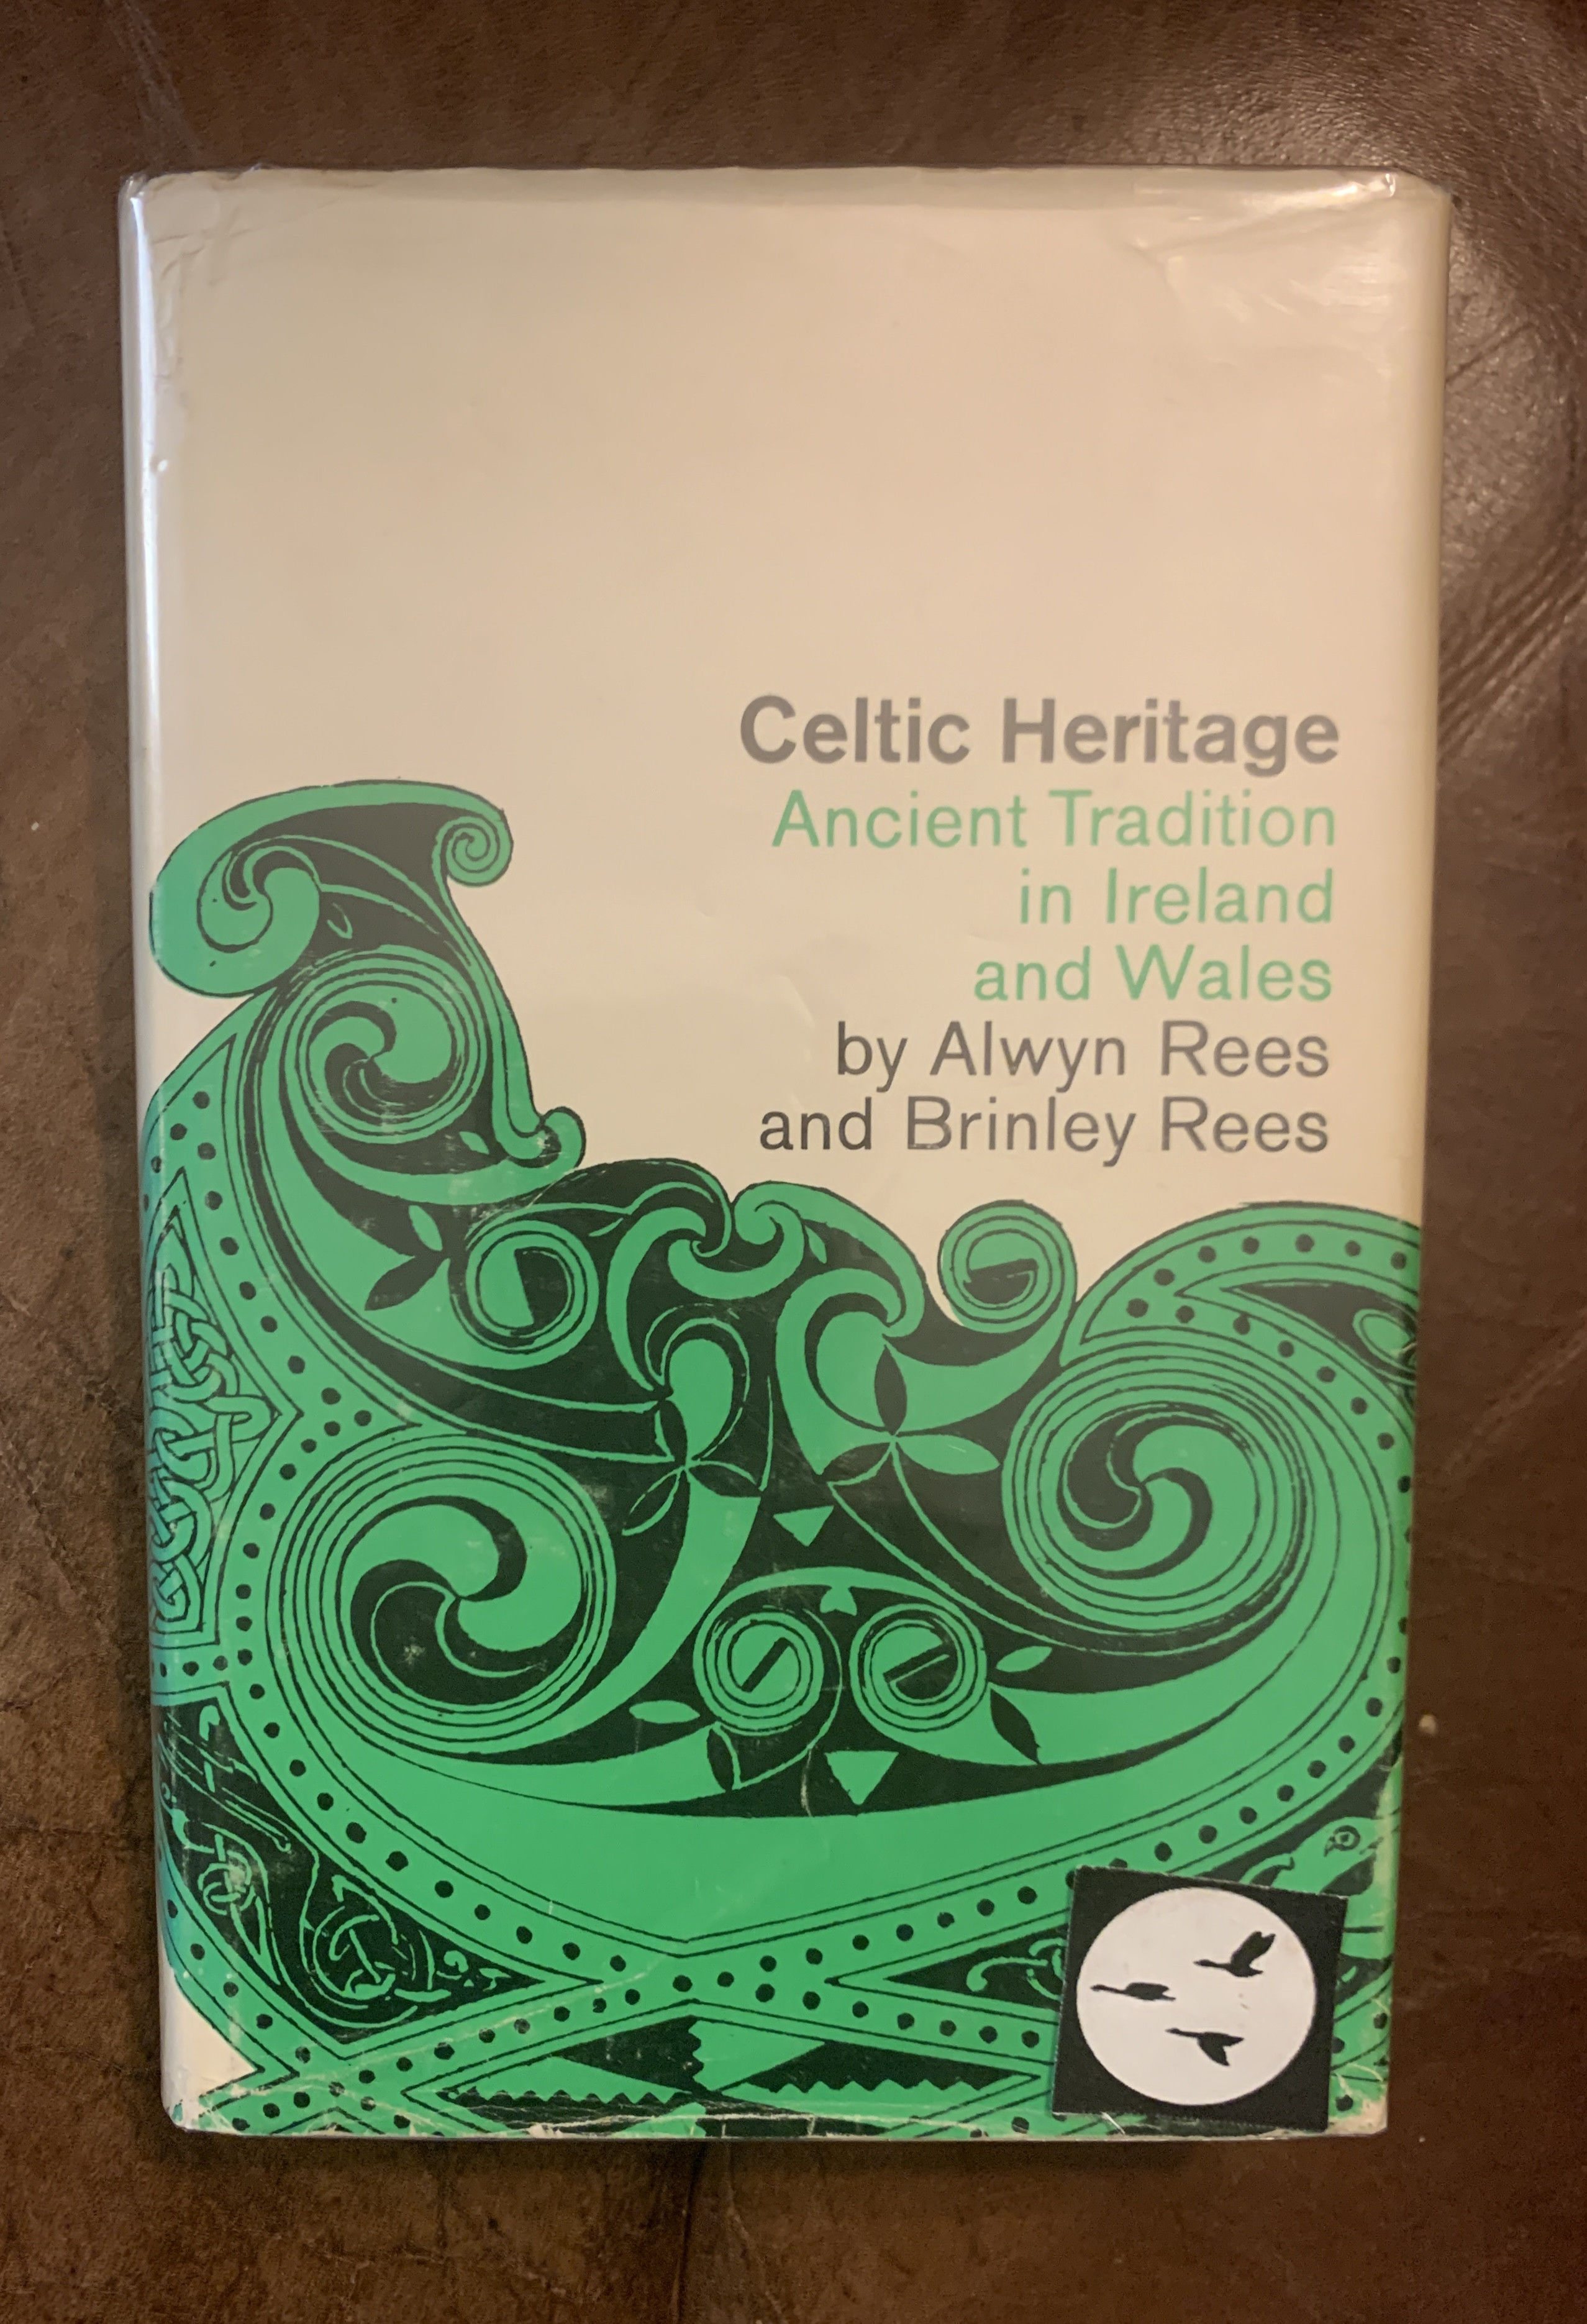 Celtic Heritage
Ancient Tradition
in Ireland
and Wales
by Alwyn Rees
and Brinley Rees